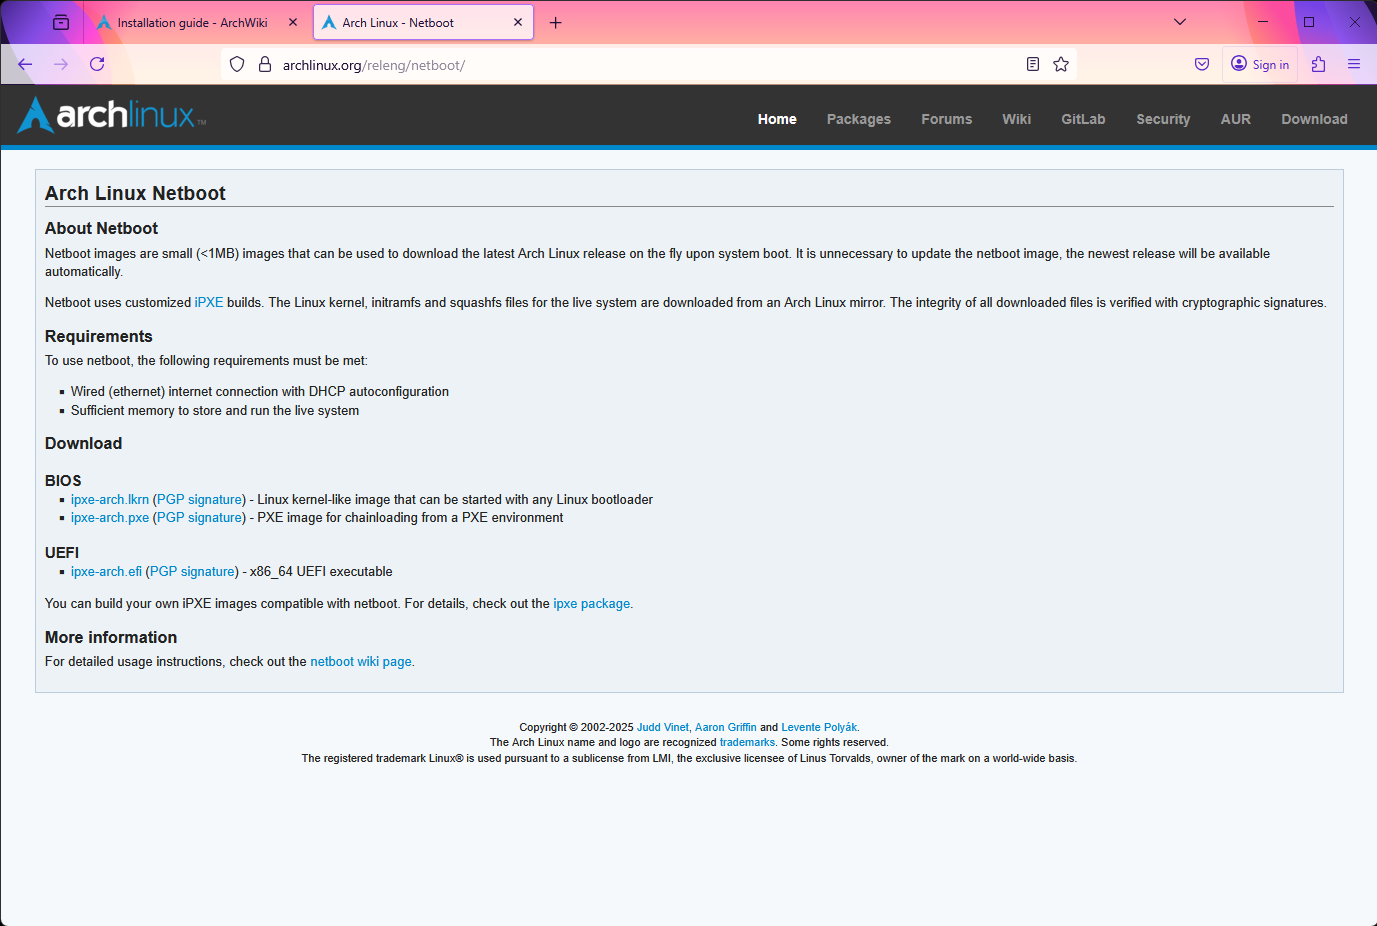 Installation guide - ArchWiki
Arch Linux - Netboot
archlinux.org/releng/netboot/
Sign in
archlinux™
Home Packages Forums Wiki GitLab Security AUR Download
Arch Linux Netboot
About Netboot
Netboot images are small (<1MB) images that can be used to download the latest Arch Linux release on the fly upon system boot. It is unnecessary to update the netboot image, the newest release will be available
automatically.
Netboot uses customized iPXE builds. The Linux kernel, initramfs and squashfs files for the live system are downloaded from an Arch Linux mirror. The integrity of all downloaded files is verified with cryptographic signatures.
Requirements
To use netboot, the following requirements must be met:
▪ Wired (ethernet) internet connection with DHCP autoconfiguration
▪ Sufficient memory to store and run the live system
Download
BIOS
▪ ipxe-arch.lkrn (PGP signature) - Linux kernel-like image that can be started with any Linux bootloader
▪ ipxe-arch.pxe (PGP signature) - PXE image for chainloading from a PXE environment
UEFI
▪ ipxe-arch.efi (PGP signature) - x86_64 UEFI executable
You can build your own iPXE images compatible with netboot. For details, check out the ipxe package.
More information
For detailed usage instructions, check out the netboot wiki page.
Copyright © 2002-2025 Judd Vinet, Aaron Griffin and Levente Polyák.
The Arch Linux name and logo are recognized trademarks. Some rights reserved.
The registered trademark Linux® is used pursuant to a sublicense from LMI, the exclusive licensee of Linus Torvalds, owner of the mark on a world-wide basis.